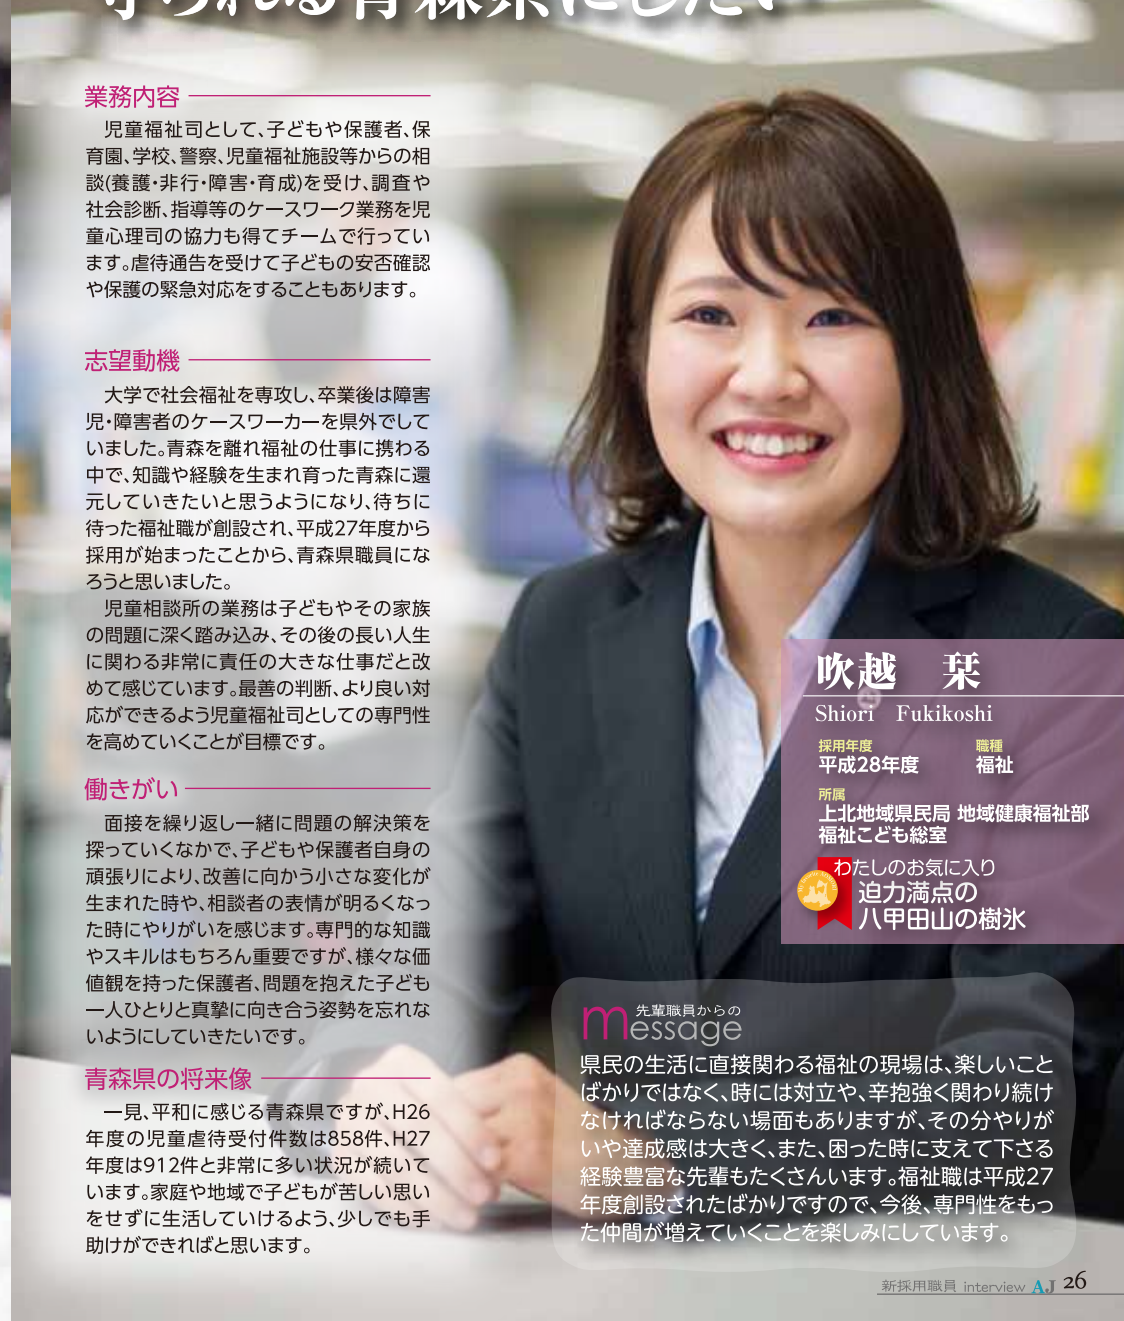 守られる青森県にしたい
業務内容
児童福祉司として、子どもや保護者、保
育園、学校、警察、児童福祉施設等からの相
談(養護・非行・障害・育成)を受け、調査や
社会診断、指導等のケースワーク業務を児
童心理司の協力も得てチームで行ってい
ます。虐待通告を受けて子どもの安否確認
や保護の緊急対応をすることもあります。
志望動機
大学で社会福祉を専攻し、卒業後は障害
児・障害者のケースワーカーを県外でして
いました。青森を離れ福祉の仕事に携わる
中で、知識や経験を生まれ育った青森に還
元していきたいと思うようになり、待ちに
待った福祉職が創設され、平成27年度から
採用が始まったことから、青森県職員にな
ろうと思いました。
児童相談所の業務は子どもやその家族
の問題に深く踏み込み、その後の長い人生
に関わる非常に責任の大きな仕事だと改
めて感じています。最善の判断、より良い対
応ができるよう児童福祉司としての専門性
を高めていくことが目標です。
働きがい
面接を繰り返し一緒に問題の解決策を
探っていくなかで、子どもや保護者自身の
頑張りにより、改善に向かう小さな変化が
生まれた時や、相談者の表情が明るくなっ
た時にやりがいを感じます。専門的な知識
やスキルはもちろん重要ですが、様々な価
値観を持った保護者、問題を抱えた子ども
一人ひとりと真摯に向き合う姿勢を忘れな
いようにしていきたいです。
青森県の将来像
一見、平和に感じる青森県ですが、H26
年度の児童虐待受付件数は858件、H27
年度は912件と非常に多い状況が続いて
います。家庭や地域で子どもが苦しい思い
をせずに生活していけるよう、少しでも手
助けができればと思います。
吹越 栞
Shiori Fukikoshi
採用年度 職種
平成28年度 福祉
所属
上北地域県民局 地域健康福祉部
福祉こども総室
わたしのお気に入り
迫力満点の
八甲田山の樹氷
先輩職員からの
message
県民の生活に直接関わる福祉の現場は、楽しいこと
ばかりではなく、時には対立や、辛抱強く関わり続け
なければならない場面もありますが、その分やりが
いや達成感は大きく、また、困った時に支えて下さる
経験豊富な先輩もたくさんいます。福祉職は平成27
年度創設されたばかりですので、今後、専門性をもっ
た仲間が増えていくことを楽しみにしています。
新採用職員 interview AJ 26